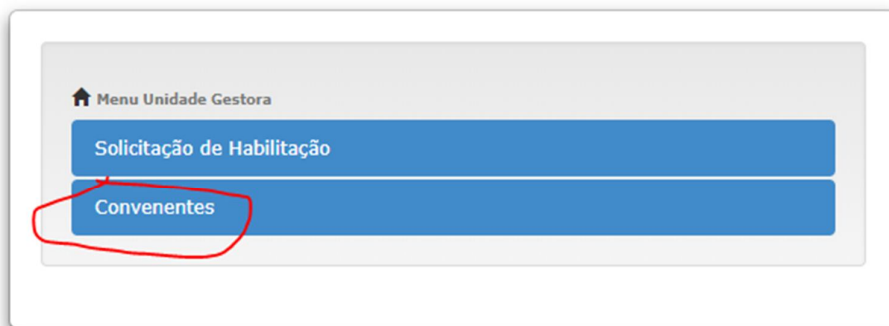 Menu Unidade Gestora
Solicitação de Habilitação
Convenentes